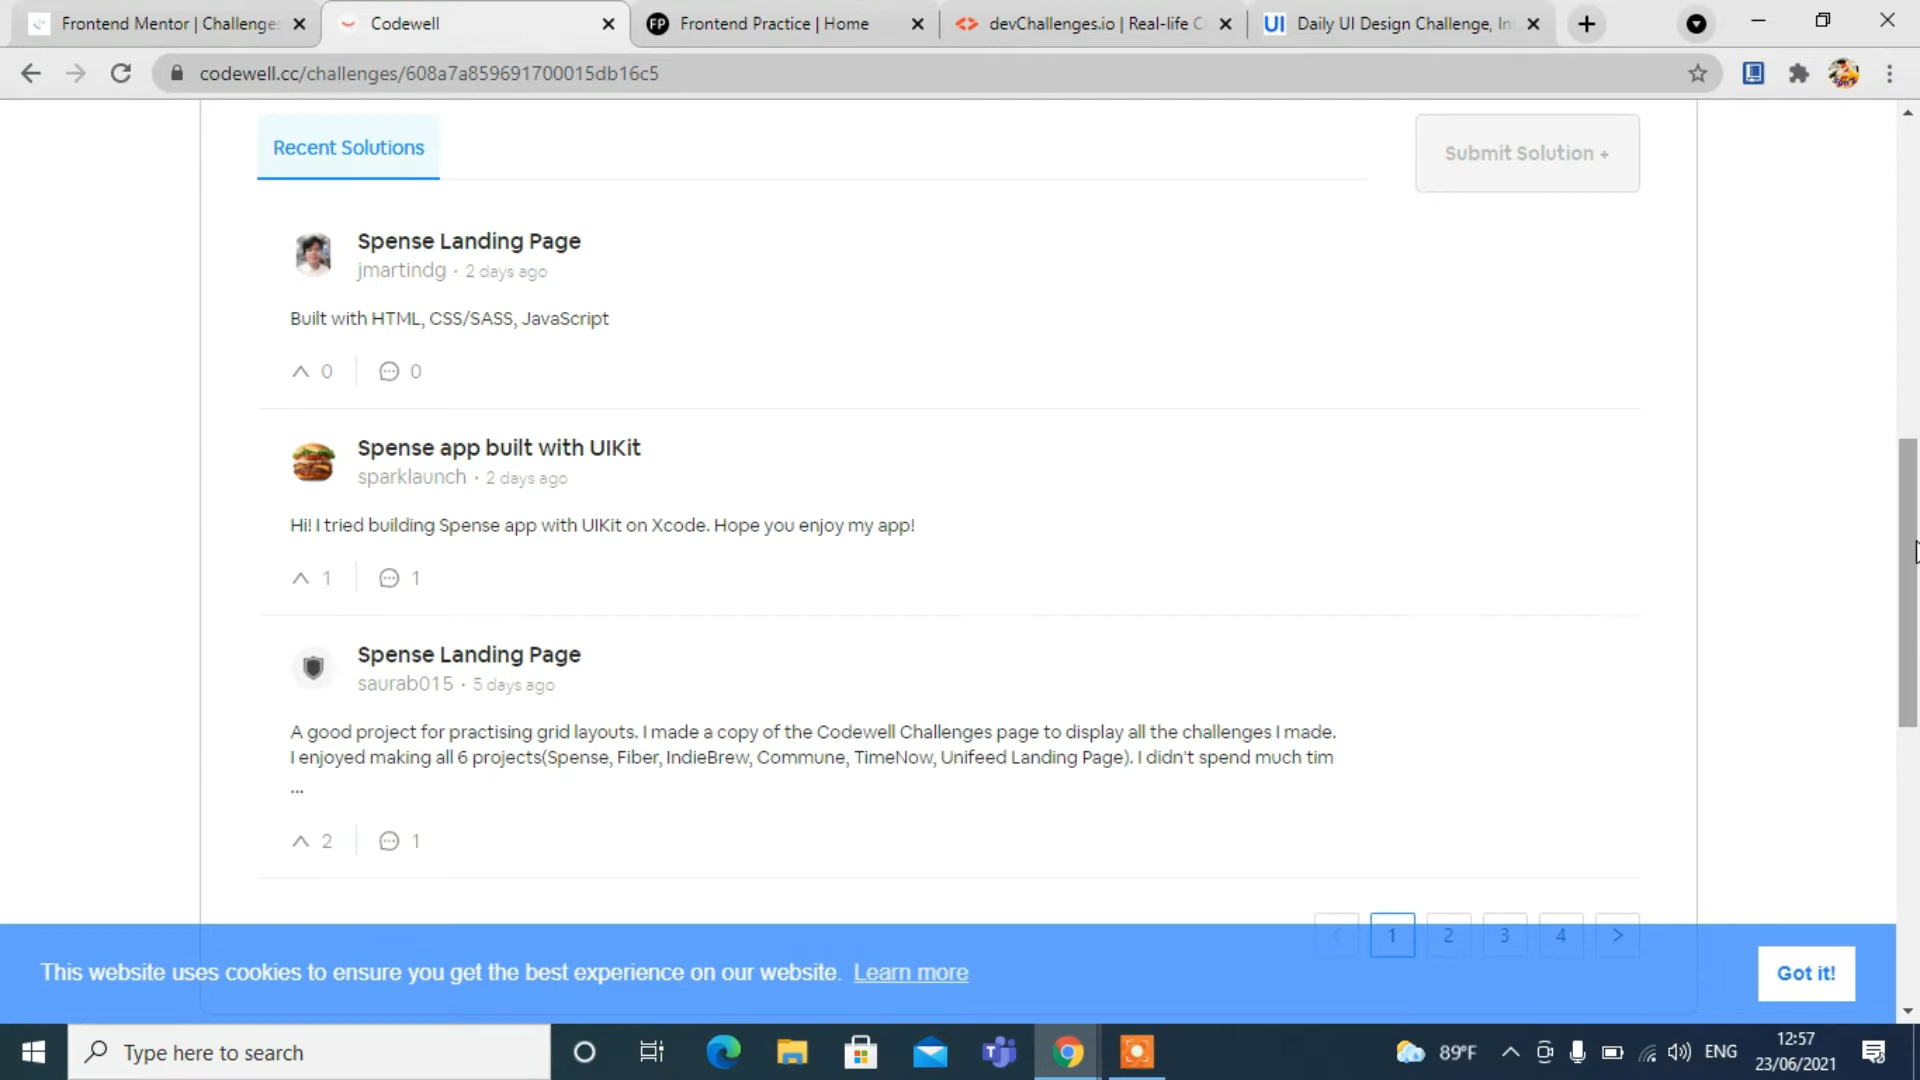 Frontend Mentor | Challenge
Codewell
FP
Frontend Practice | Home
devChallenges.io | Real-life C
UI
Daily UI Design Challenge, In
codewell.cc/challenges/608a7a859691700015db16c5
Recent Solutions
Submit Solution +
Spense Landing Page
jmartindg · 2 days ago
Built with HTML, CSS/SASS, JavaScript
0
0
Spense app built with UIKit
sparklaunch · 2 days ago
Hi! I tried building Spense app with UIKit on Xcode. Hope you enjoy my app!
1
1
Spense Landing Page
saurab015 · 5 days ago
A good project for practising grid layouts. I made a copy of the Codewell Challenges page to display all the challenges I made.
I enjoyed making all 6 projects(Spense, Fiber, IndieBrew, Commune, TimeNow, Unifeed Landing Page). I didn't spend much tim
...
2
1
< 1 2 3 4 >
This website uses cookies to ensure you get the best experience on our website. Learn more
Got it!
Type here to search
89°F
ENG
12:57
23/06/2021